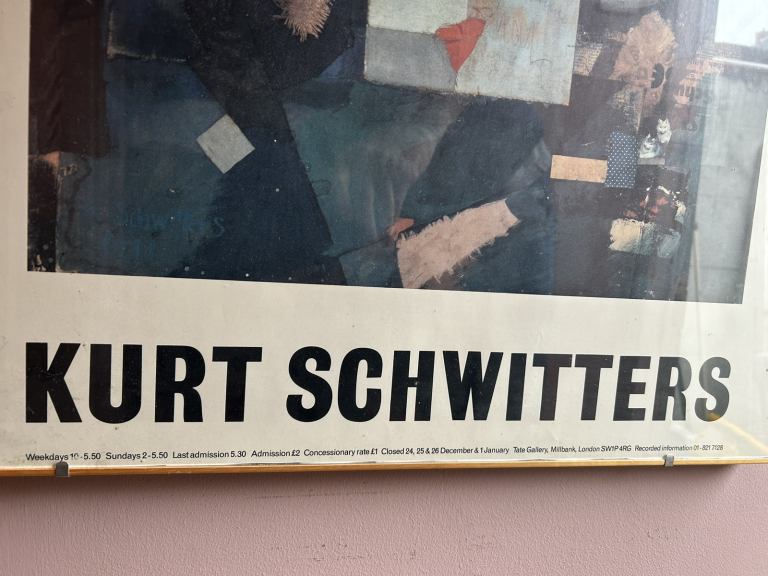 Schwitters
KURT SCHWITTERS
Weekdays 10-5.50 Sundays 2-5.50 Last admission 5.30 Admission £2 Concessionary rate £1 Closed 24, 25 & 26 December & 1 January Tate Gallery, Millbank, London SW1P 4RG Recorded information 01-821 7128